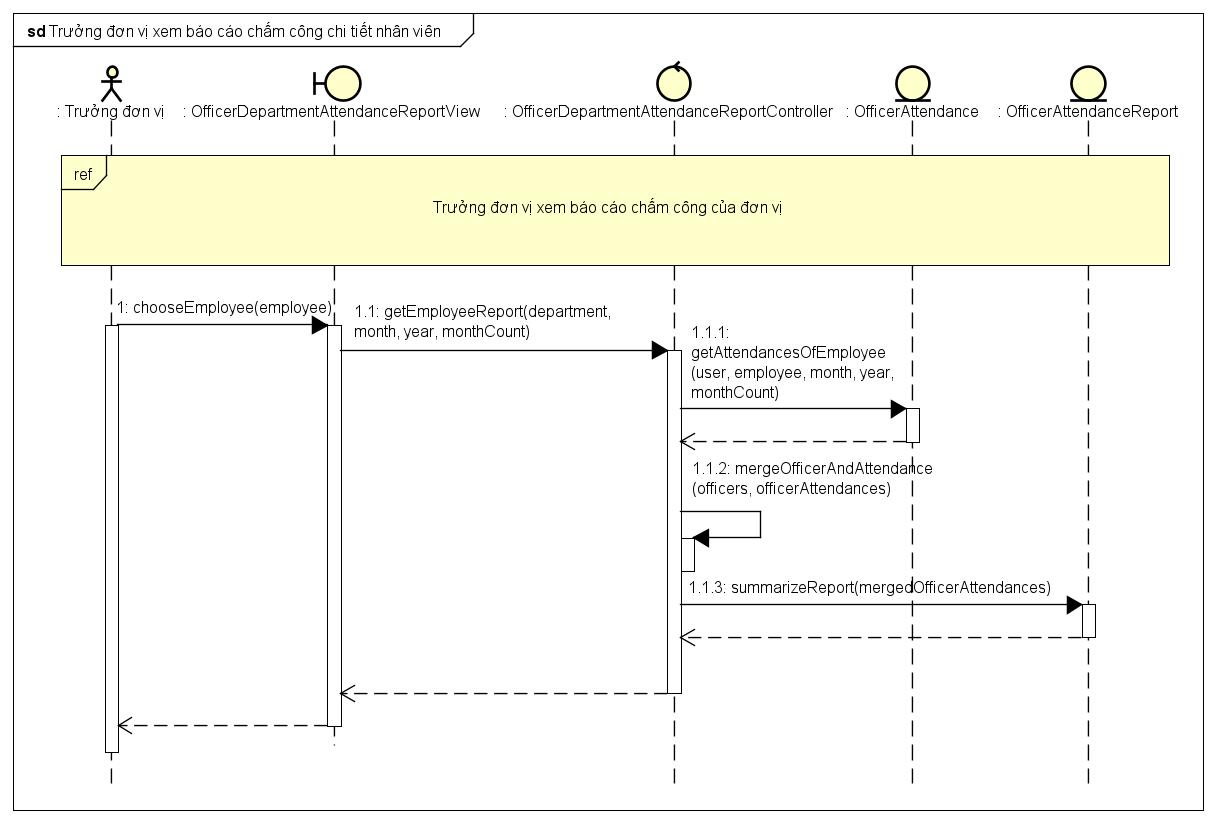 sd Trưởng đơn vị xem báo cáo chấm công chi tiết nhân viên
: Trưởng đơn vị
: OfficerDepartmentAttendanceReportView
: OfficerDepartmentAttendanceReportController
: OfficerAttendance
: OfficerAttendanceReport
ref
Trưởng đơn vị xem báo cáo chấm công của đơn vị
1: chooseEmployee(employee)
1.1: getEmployeeReport(department,
month, year, monthCount)
1.1.1:
getAttendancesOfEmployee
(user, employee, month, year,
monthCount)
1.1.2: mergeOfficerAndAttendance
(officers, officerAttendances)
1.1.3: summarizeReport(mergedOfficerAttendances)